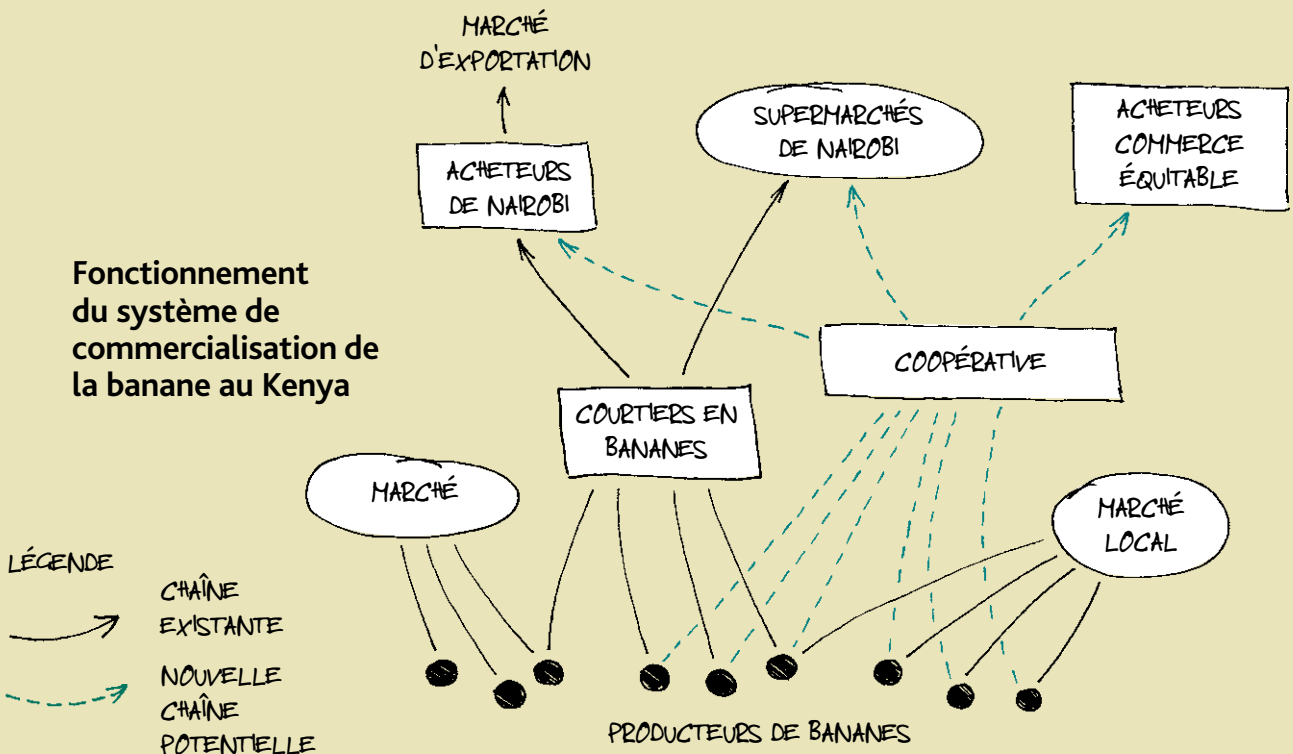 MARCHÉ
D'EXPORTATION
ACHETEURS
DE NAIROBI
SUPERMARCHÉS
DE NAIROBI
ACHETEURS
COMMERCE
ÉQUITABLE
Fonctionnement
du système de
commercialisation de
la banane au Kenya
COOPÉRATIVE
COURTIERS EN
BANANES
MARCHÉ
MARCHÉ
LOCAL
LÉGENDE
CHAÎNE
EXISTANTE
NOUVELLE
CHAÎNE
POTENTIELLE
PRODUCTEURS DE BANANES